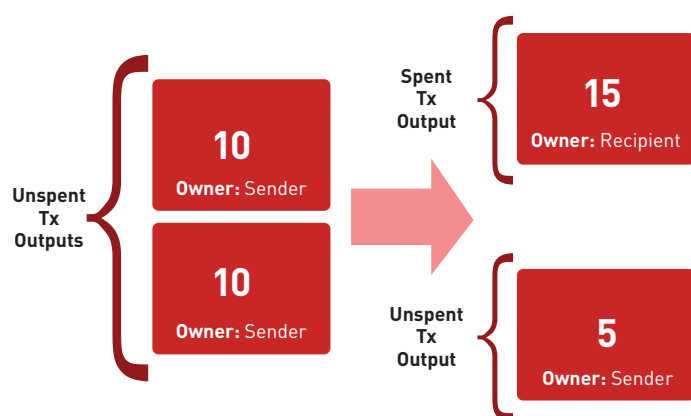 Unspent
Tx
Outputs
10
Owner: Sender
10
Owner: Sender
Spent
Tx
Output
15
Owner: Recipient
Unspent
Tx
Output
5
Owner: Sender